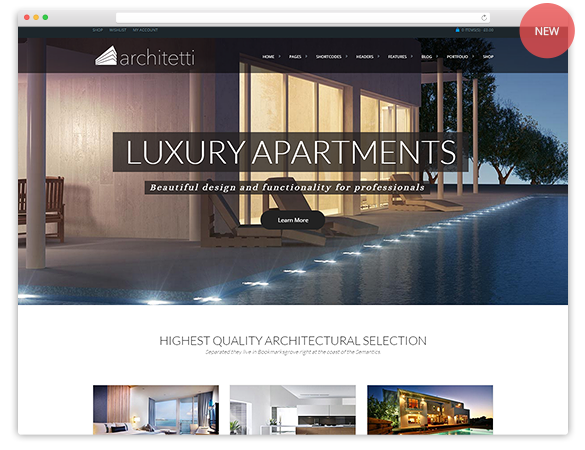 NEW
SHOP WISHLIST MY ACCOUNT
0 ITEM(S) - £0.00
architetti
HOME PAGES SHORTCODES HEADERS FEATURES BLOG PORTFOLIO SHOP
LUXURY APARTMENTS
Beautiful design and functionality for professionals
Learn More
HIGHEST QUALITY ARCHITECTURAL SELECTION
Separated they live in Bookmarksgrove right at the coast of the Semantics